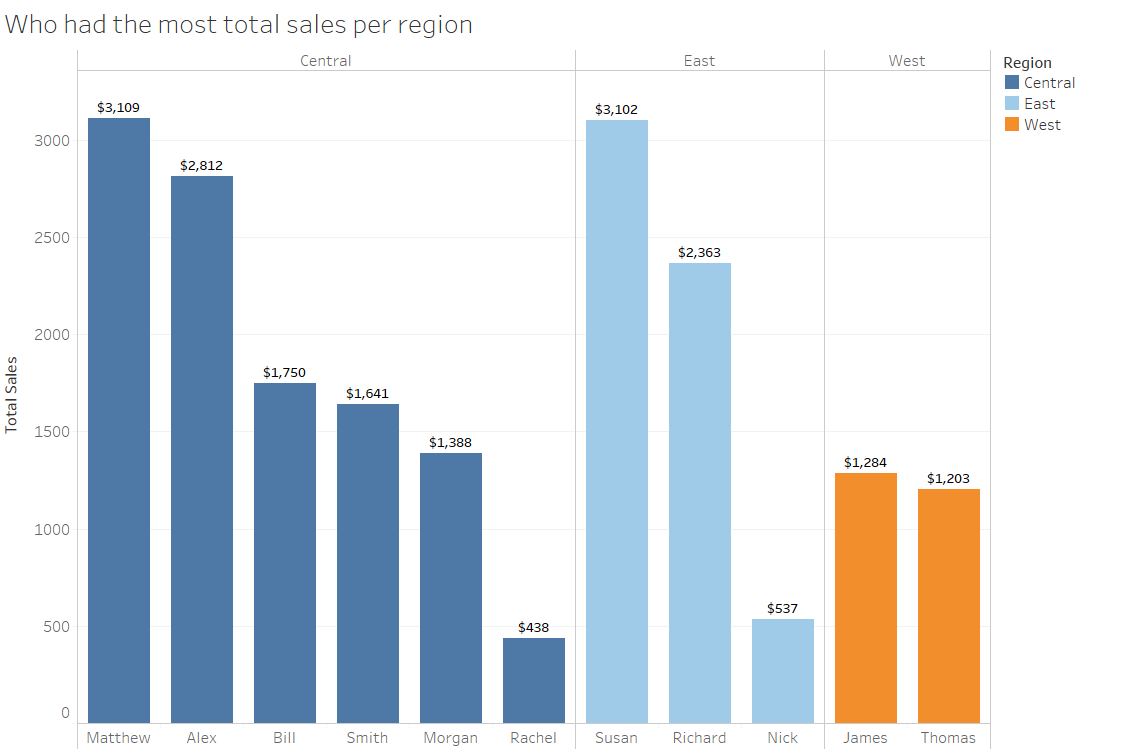 Who had the most total sales per region
Central East West
Region
Central
East
West
$3,109 $2,812 $1,750 $1,641 $1,388 $438 $3,102 $2,363 $537 $1,284 $1,203
Total Sales
3000
2500
2000
1500
1000
500
0
Matthew Alex Bill Smith Morgan Rachel Susan Richard Nick James Thomas